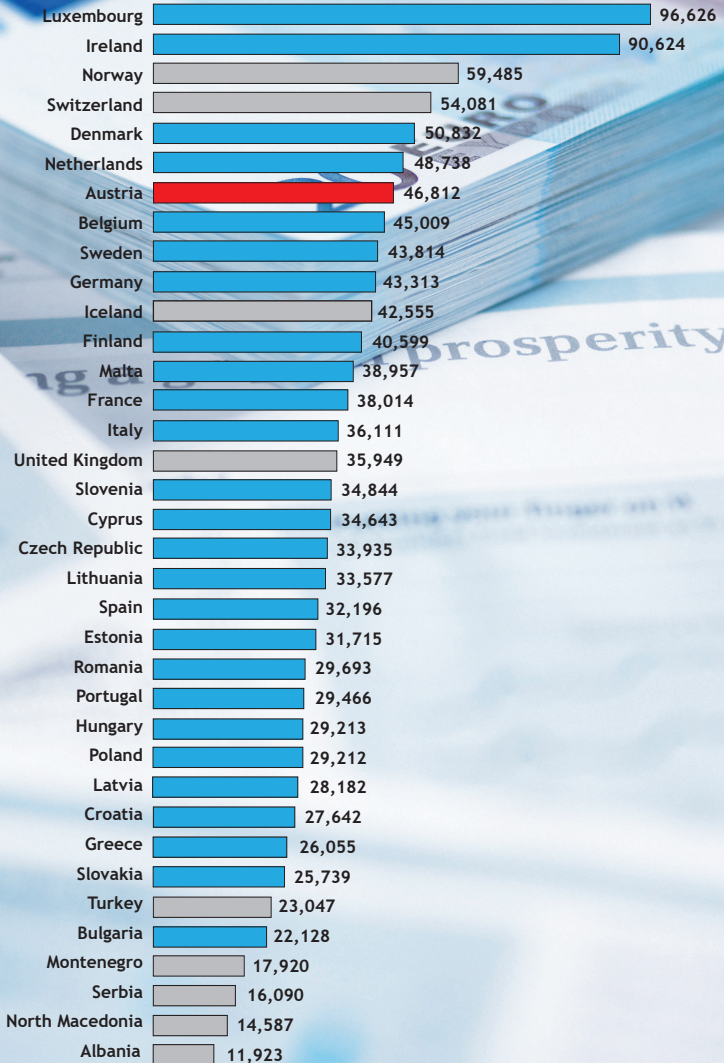 Luxembourg 96,626
Ireland 90,624
Norway 59,485
Switzerland 54,081
Denmark 50,832
Netherlands 48,738
Austria 46,812
Belgium 45,009
Sweden 43,814
Germany 43,313
Iceland 42,555
Finland 40,599
Malta 38,957
France 38,014
Italy 36,111
United Kingdom 35,949
Slovenia 34,844
Cyprus 34,643
Czech Republic 33,935
Lithuania 33,577
Spain 32,196
Estonia 31,715
Romania 29,693
Portugal 29,466
Hungary 29,213
Poland 29,212
Latvia 28,182
Croatia 27,642
Greece 26,055
Slovakia 25,739
Turkey 23,047
Bulgaria 22,128
Montenegro 17,920
Serbia 16,090
North Macedonia 14,587
Albania 11,923
EURO
prosperity